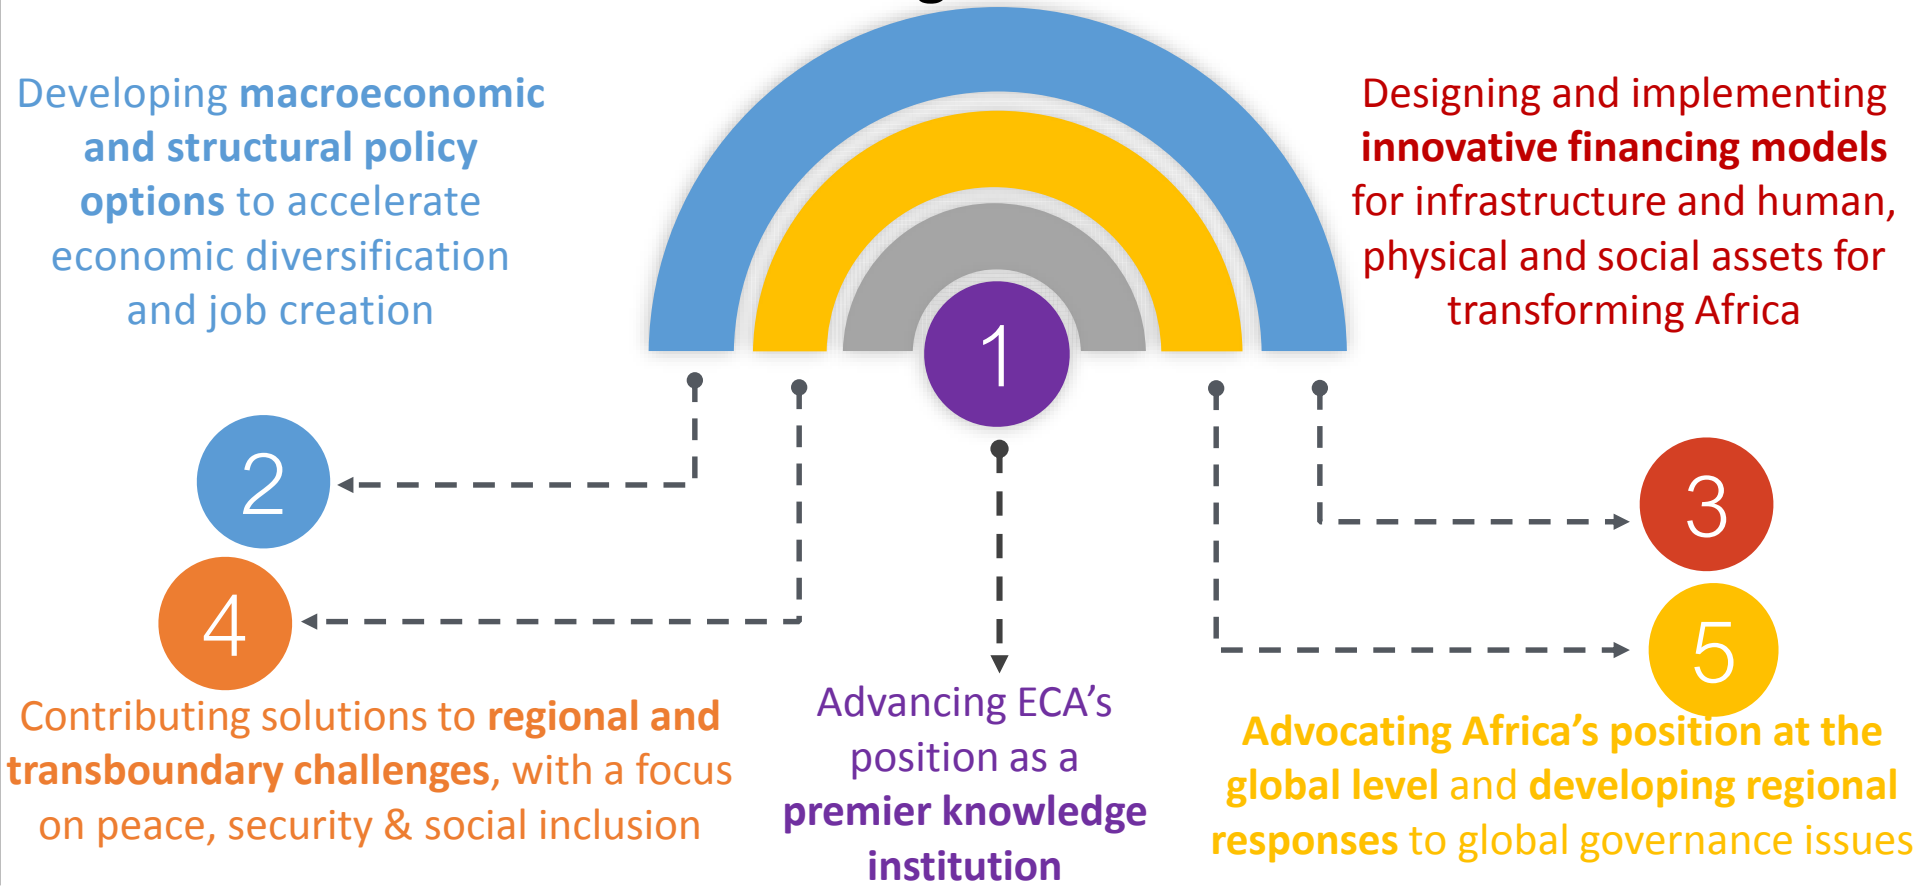 Developing macroeconomic
and structural policy
options to accelerate
economic diversification
and job creation
Designing and implementing
innovative financing models
for infrastructure and human,
physical and social assets for
transforming Africa
1
2
3
4
5
Contributing solutions to regional and
transboundary challenges, with a focus
on peace, security & social inclusion
Advancing ECA’s
position as a
premier knowledge
institution
Advocating Africa’s position at the
global level and developing regional
responses to global governance issues